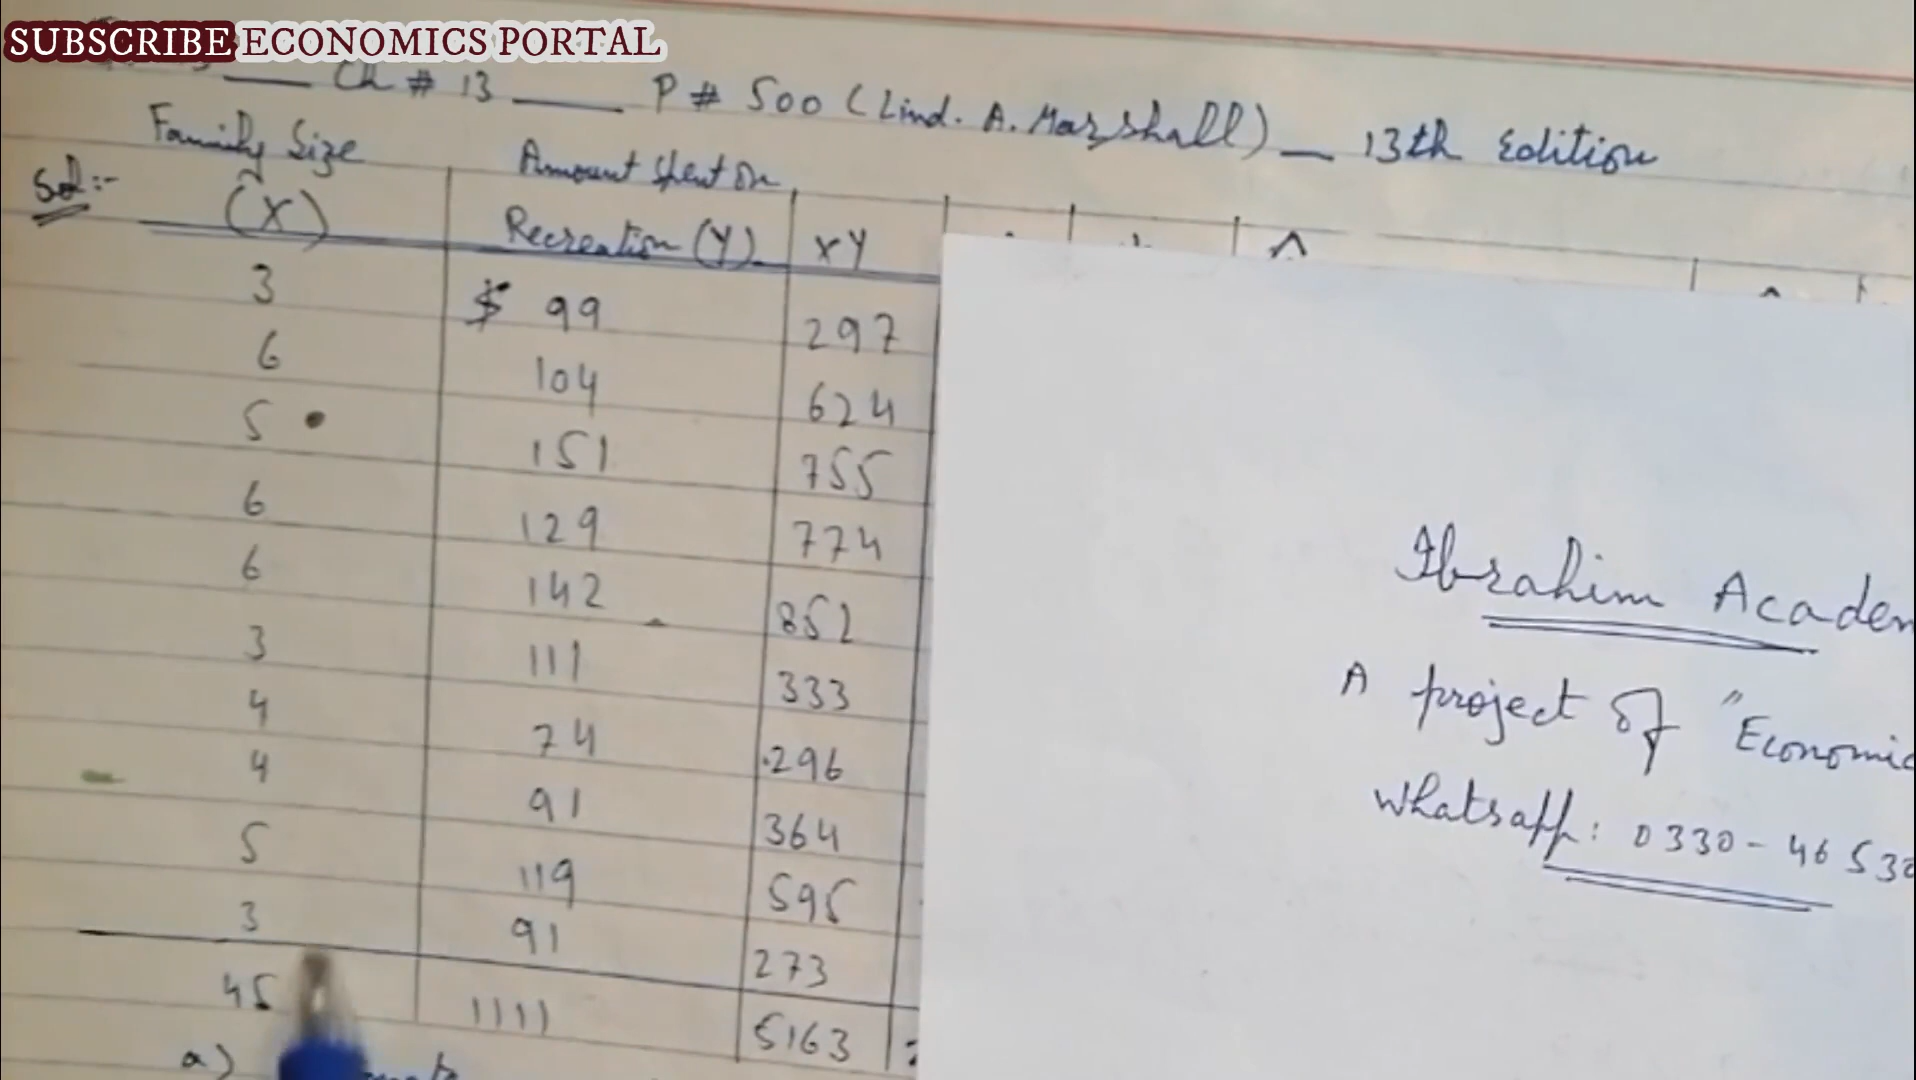 SUBSCRIBE ECONOMICS PORTAL
Ch # 13 P # 500 (Lind. A. Marshall) 13th Edition
Sol:-
Family Size (X) Amount Spent on Recreation (Y) XY
3 $ 99 297
6 104 624
5 151 755
6 129 774
6 142 852
3 111 333
4 74 296
4 91 364
5 119 595
3 91 273
45 1111 5163
a)
Ibrahim Academ
A project of "Economic
Whatsapp: 0330-46530